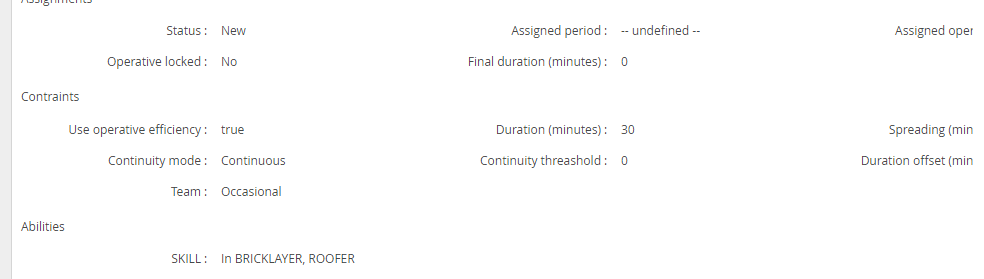 Assignments
Status : New Assigned period : -- undefined -- Assigned oper
Operative locked : No Final duration (minutes) : 0
Contraints
Use operative efficiency : true Duration (minutes) : 30 Spreading (min
Continuity mode : Continuous Continuity threashold : 0 Duration offset (min
Team : Occasional
Abilities
SKILL : In BRICKLAYER, ROOFER